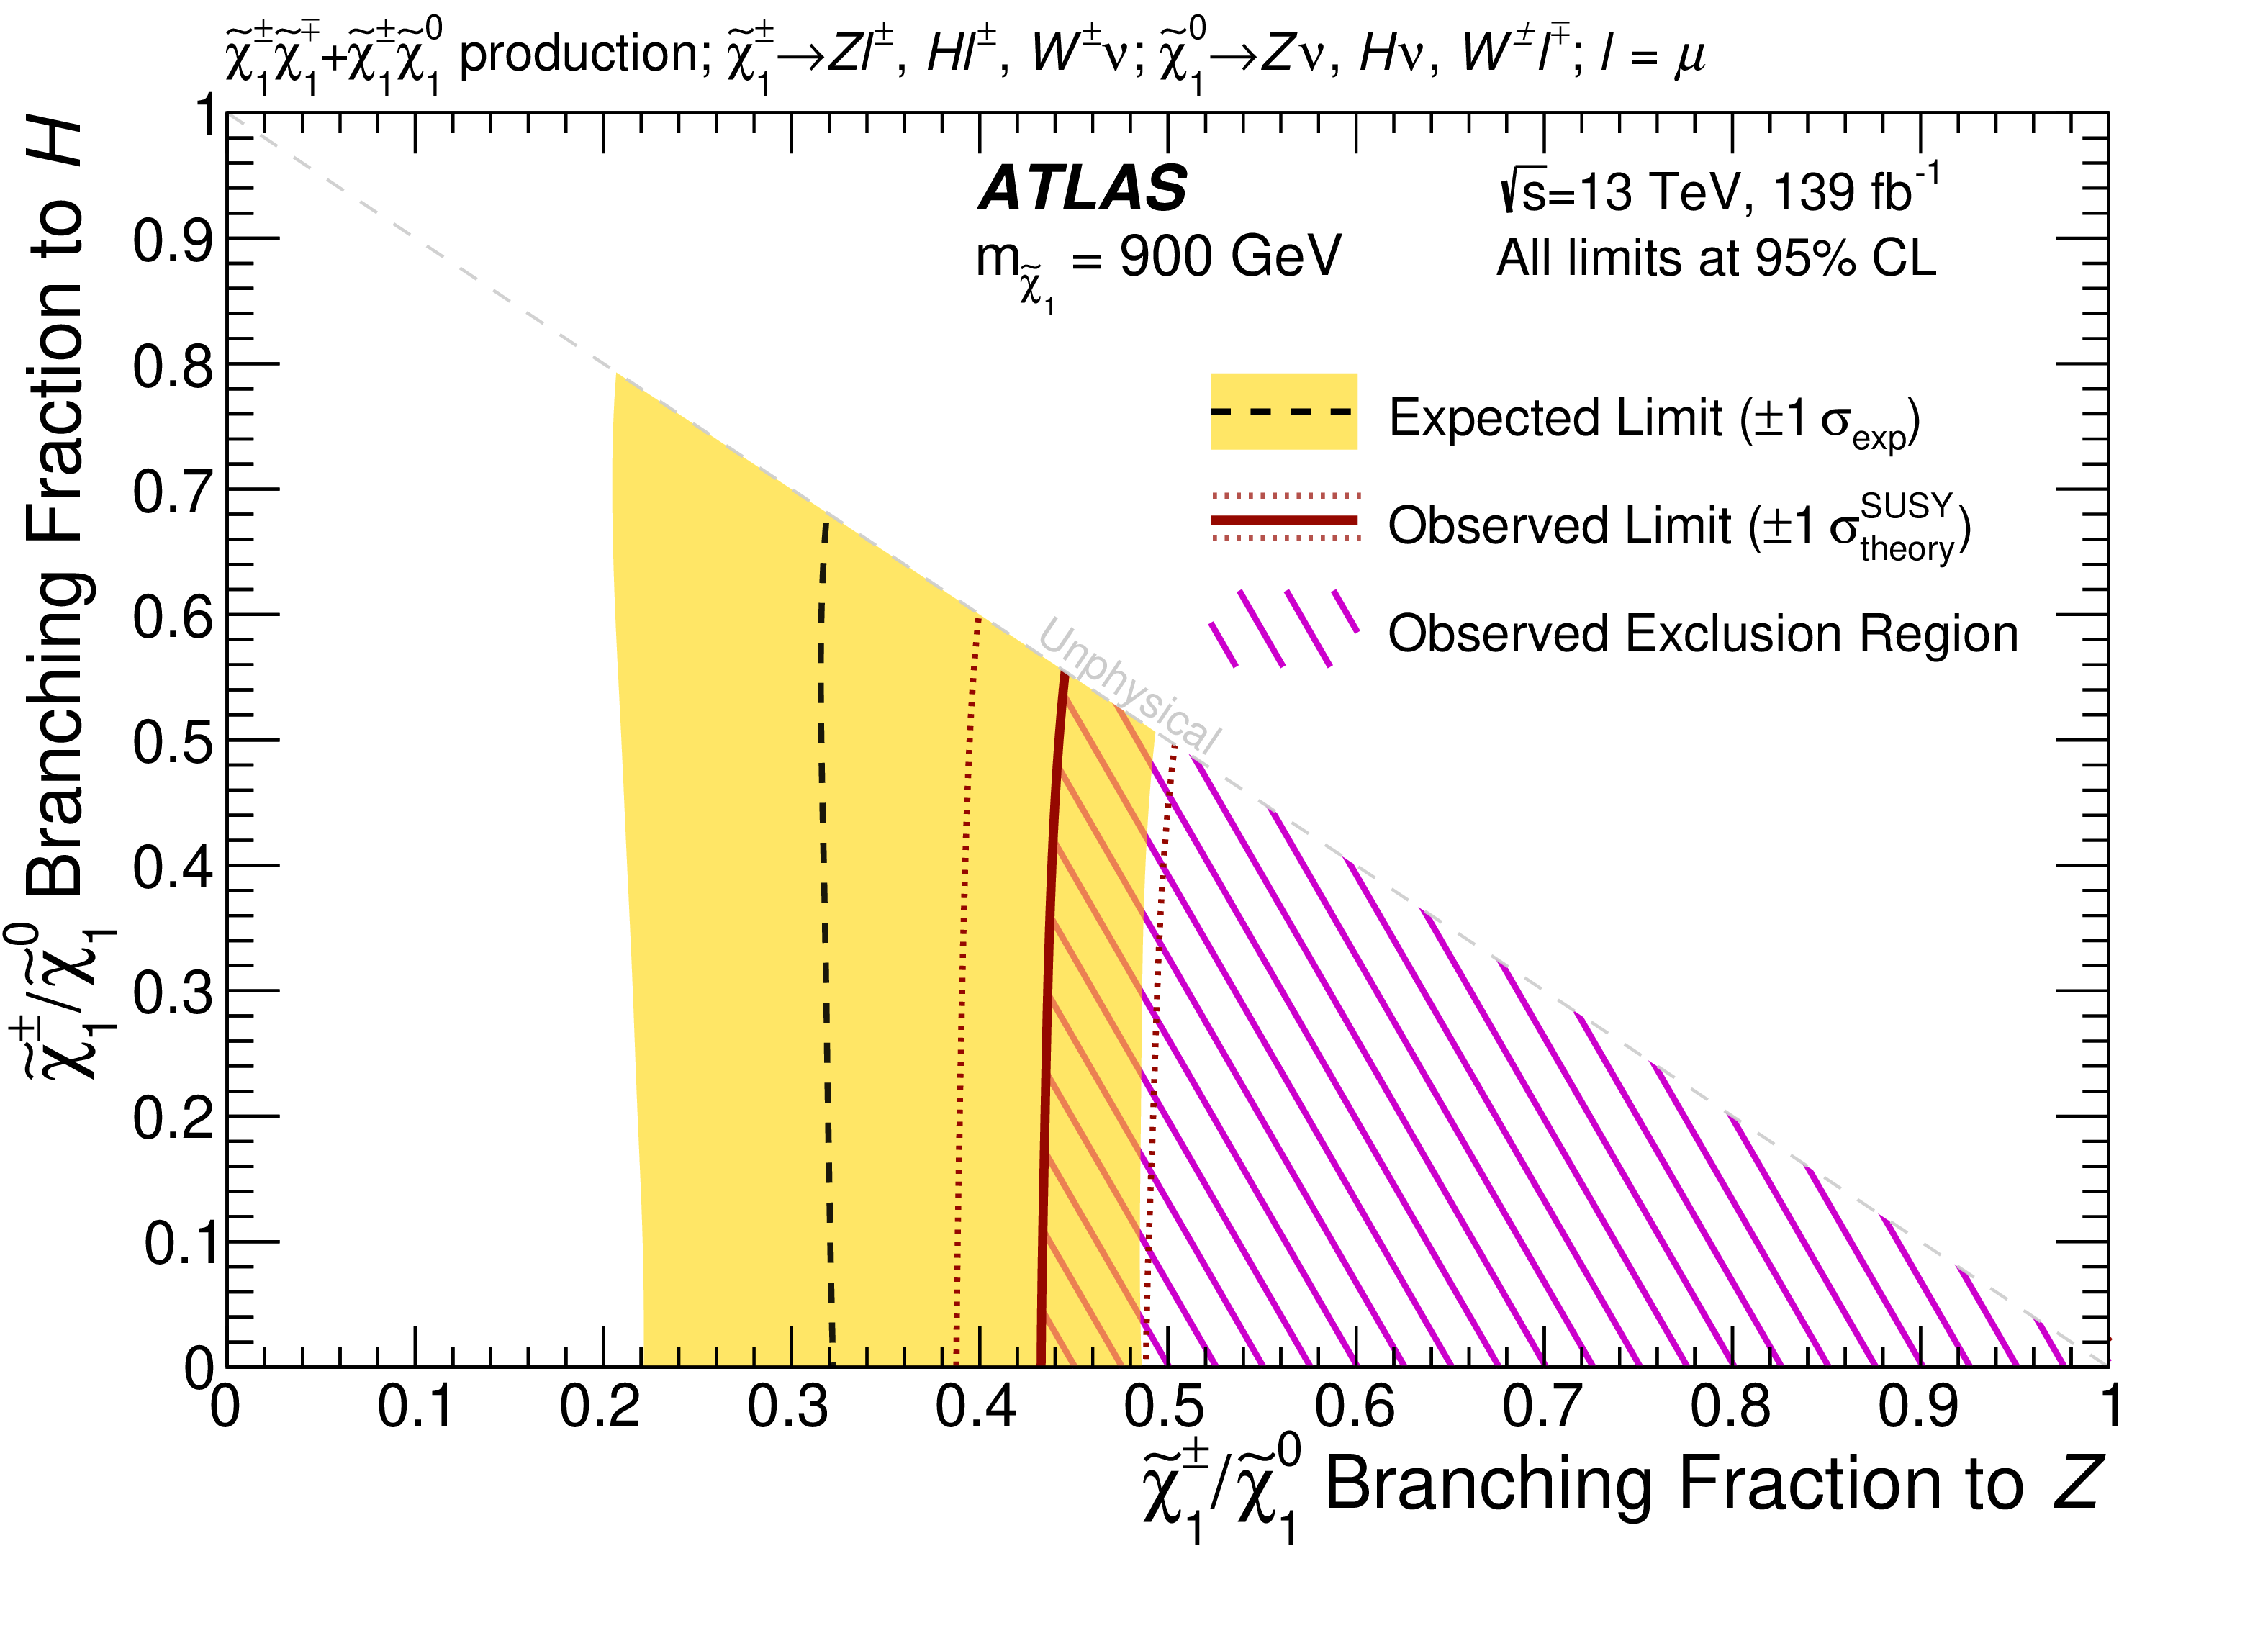 χ̃₁±χ̃₁∓+χ̃₁±χ̃₁⁰ production; χ̃₁±→Zl±, Hl±, W±ν; χ̃₁⁰→Zν, Hν, W±l∓; l = μ
ATLAS
m_χ̃₁ = 900 GeV
√s=13 TeV, 139 fb⁻¹
All limits at 95% CL
Expected Limit (±1 σ_exp)
Observed Limit (±1 σ_theory^SUSY)
Observed Exclusion Region
Unphysical
χ̃₁±/χ̃₁⁰ Branching Fraction to H
1
0.9
0.8
0.7
0.6
0.5
0.4
0.3
0.2
0.1
0
0 0.1 0.2 0.3 0.4 0.5 0.6 0.7 0.8 0.9 1
χ̃₁±/χ̃₁⁰ Branching Fraction to Z